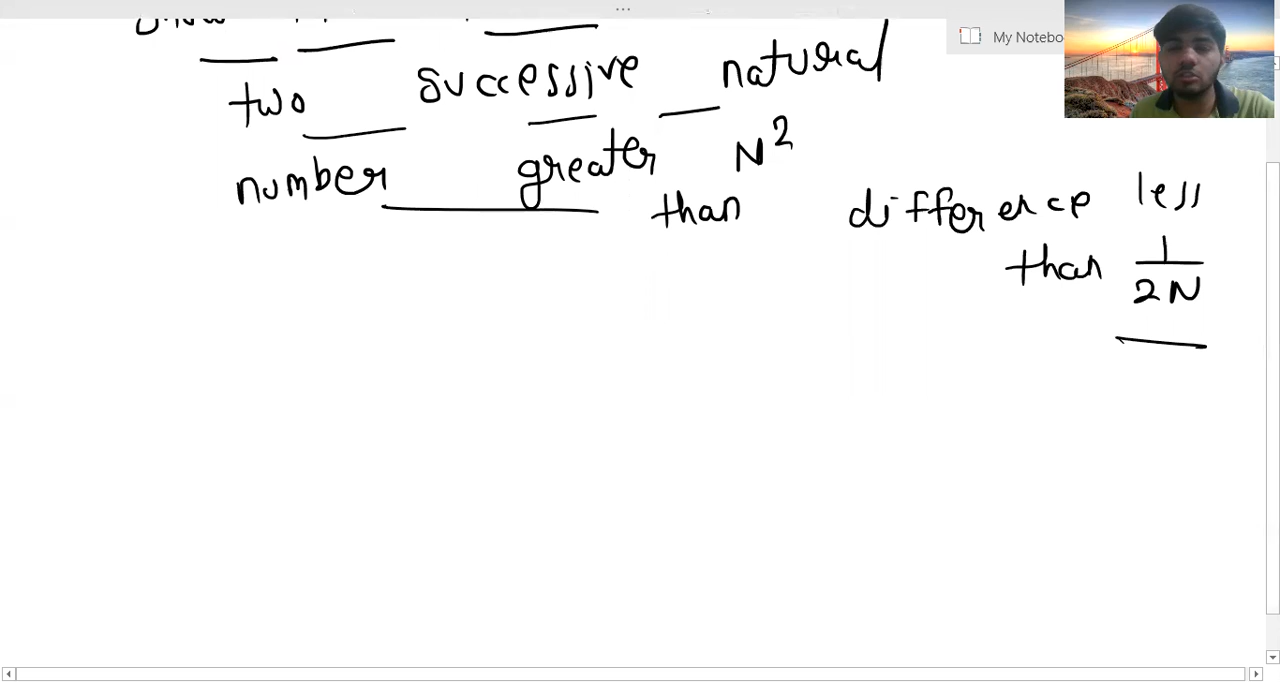 My Notebo
two successive natural
number greater than N²
difference less
than 1/2N